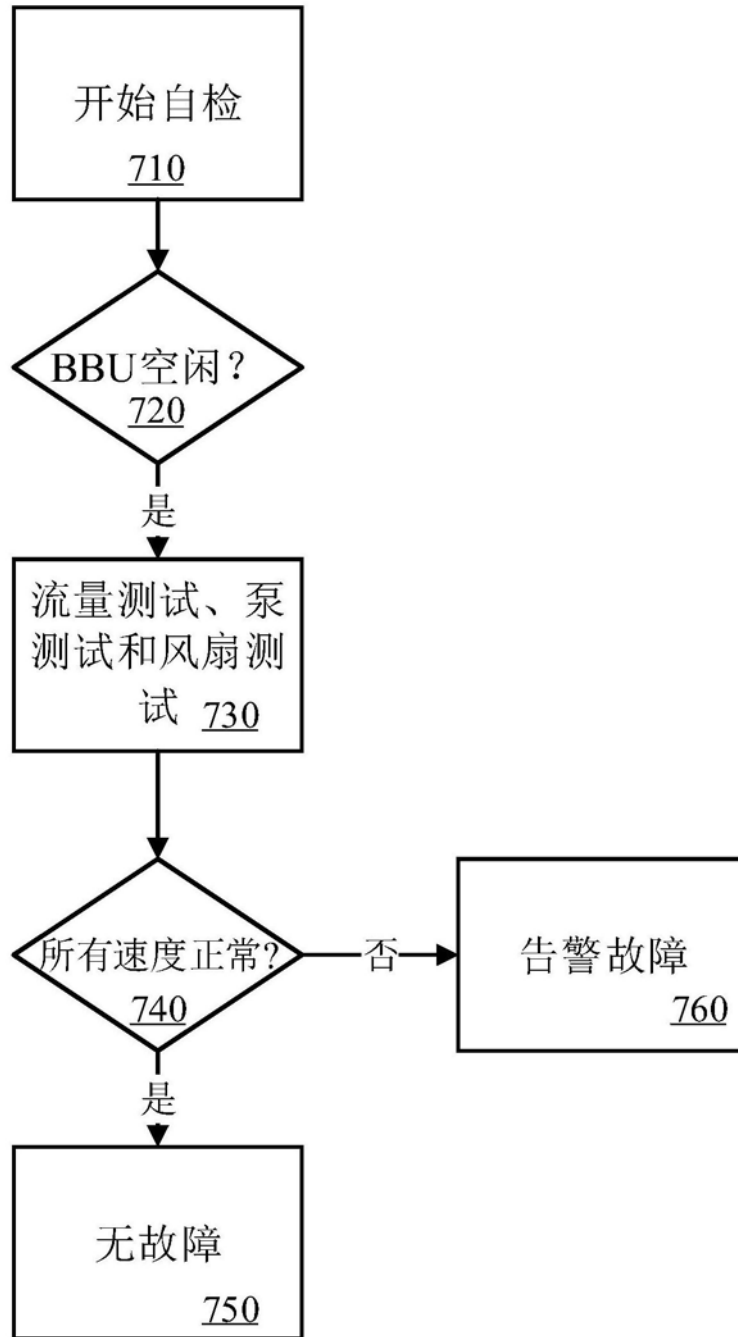 开始自检
710
BBU空闲？
720
是
流量测试、泵
测试和风扇测
试 730
所有速度正常?
740
否
告警故障
760
是
无故障
750